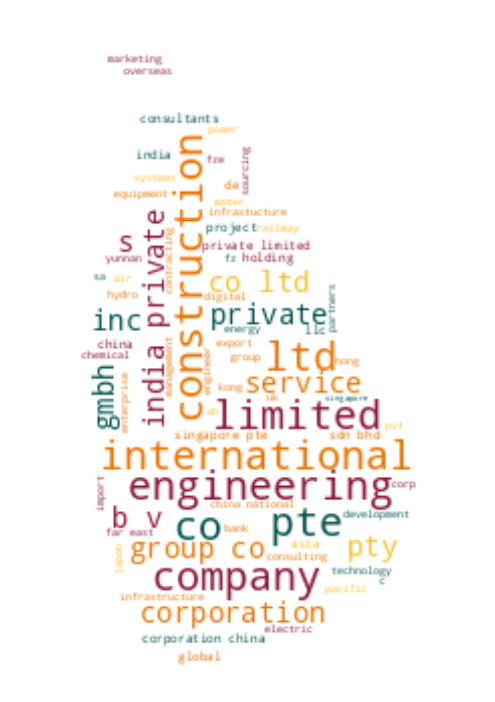 marketing
overseas
consultants
power
india
fze
sourcing
systems
de
equipment
water
infrastucture
construction
project
railway
india private
s
private limited
yunnan
contracting
fz
holding
sa
air
co ltd
hydro
digital
partners
inc
private
energy
llc
china
export
management
chemical
group
ltd
hong
engineer
gmbh
enterprise
kong
service
uk
singapore
ab
limited
pvt
singapore pte
sdn bhd
international
engineering
corp
import
china national
b v
co
pte
development
far east
bank
japan
group co
asia
pty
consulting
company
technology
c
pacific
infrastructure
corporation
electric
corporation china
global